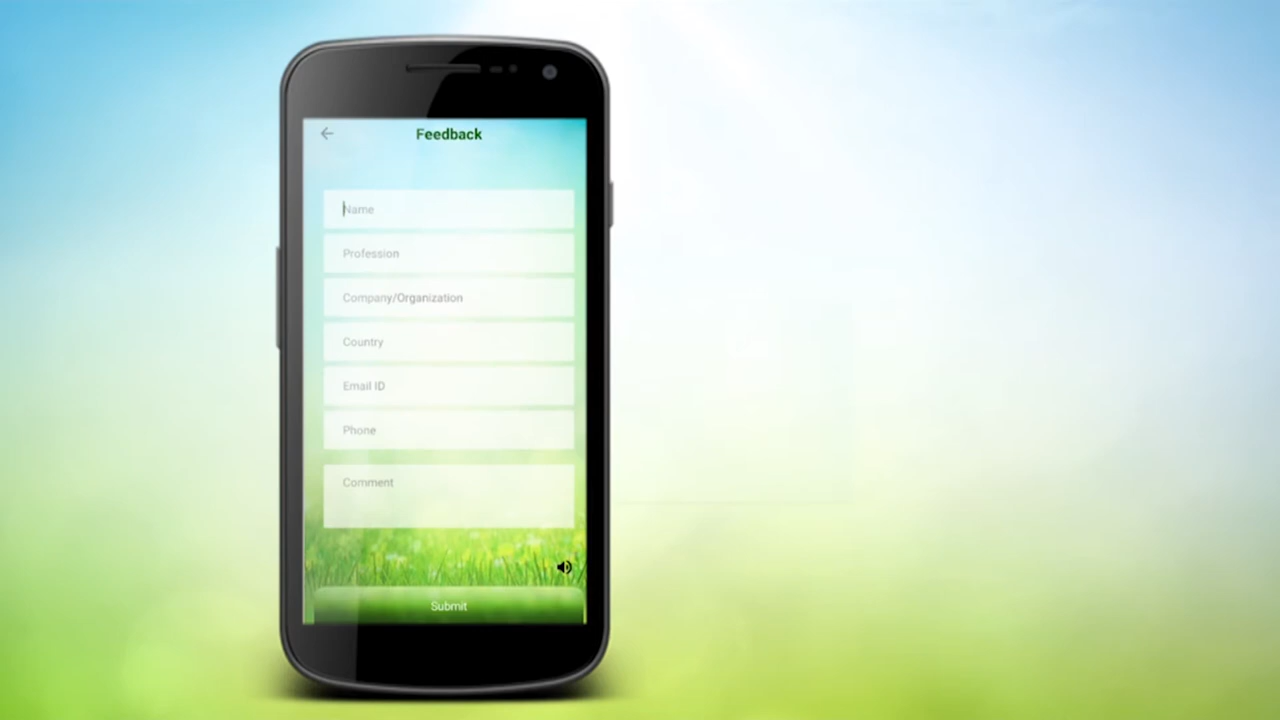 Feedback
Name
Profession
Company/Organization
Country
Email ID
Phone
Comment
Submit